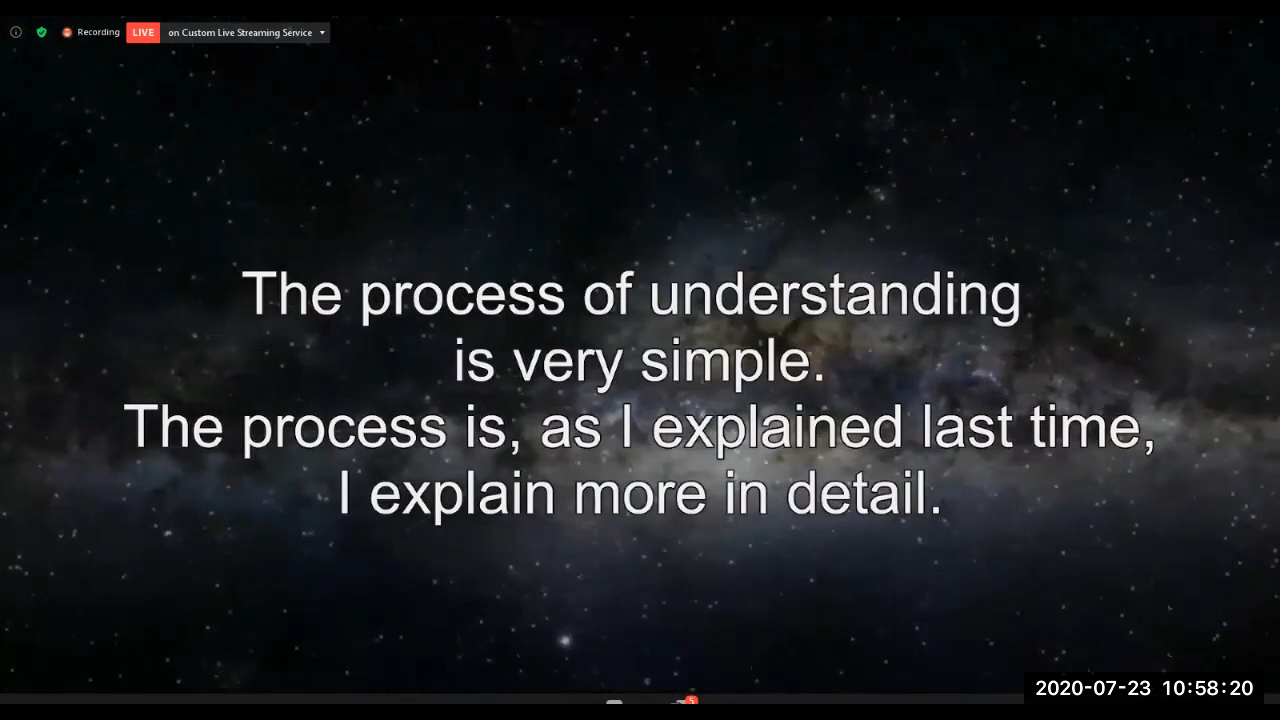 Recording LIVE on Custom Live Streaming Service
The process of understanding
is very simple.
The process is, as I explained last time,
I explain more in detail.
5
2020-07-23 10:58:20